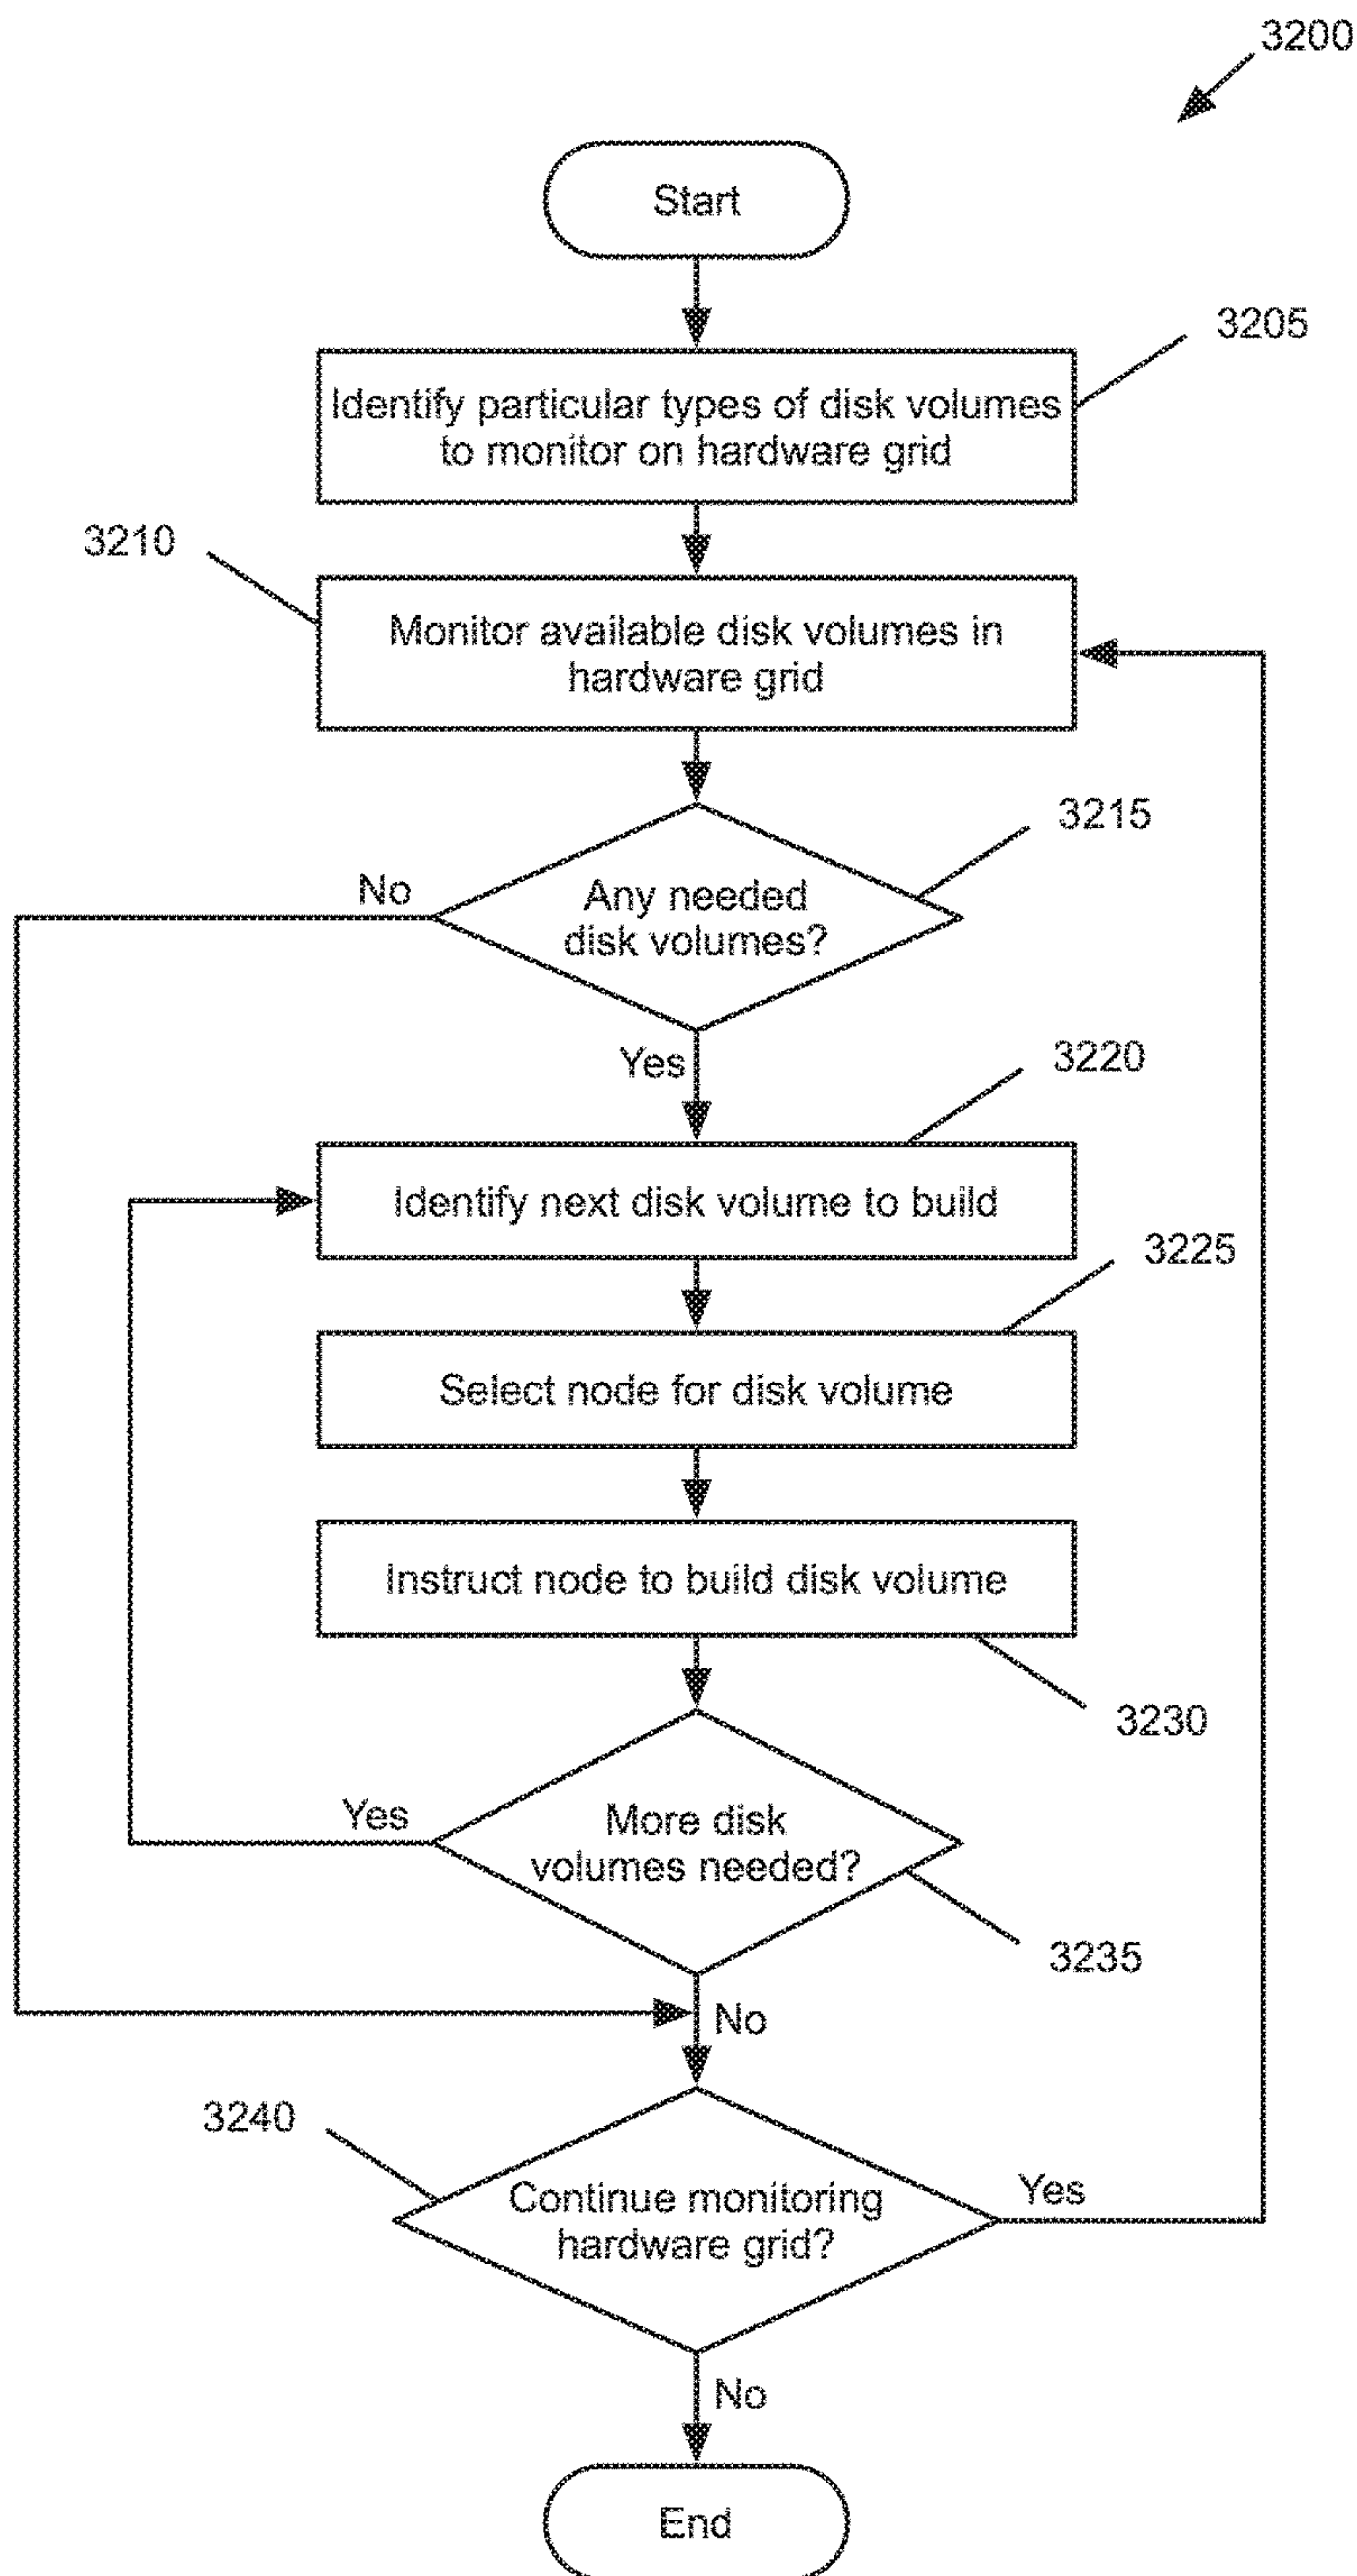 3200
Start
3205
Identify particular types of disk volumes
to monitor on hardware grid
3210
Monitor available disk volumes in
hardware grid
3215
No
Any needed
disk volumes?
Yes
3220
Identify next disk volume to build
3225
Select node for disk volume
Instruct node to build disk volume
3230
Yes
More disk
volumes needed?
3235
No
3240
Continue monitoring
hardware grid?
Yes
No
End